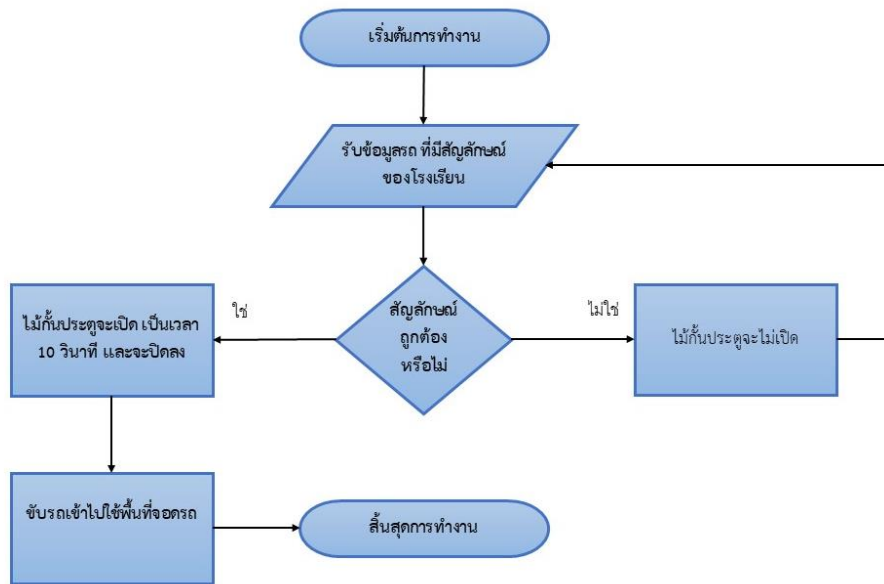 เริ่มต้นการทำงาน
รับข้อมูลรถ ที่มีสัญลักษณ์
ของโรงเรียน
สัญลักษณ์
ถูกต้อง
หรือไม่
ใช่
ไม่ใช่
ไม้กั้นประตูจะเปิด เป็นเวลา
10 วินาที และจะปิดลง
ไม้กั้นประตูจะไม่เปิด
ขับรถเข้าไปใช้พื้นที่จอดรถ
สิ้นสุดการทำงาน